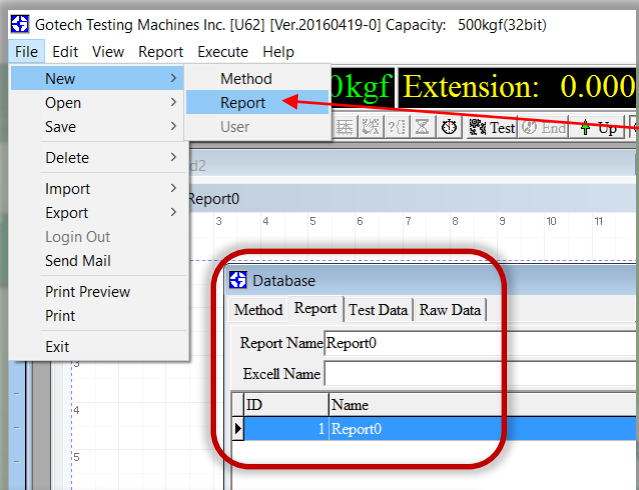 Gotech Testing Machines Inc. [U62] [Ver.20160419-0] Capacity: 500kgf(32bit)
File Edit View Report Execute Help
New > Method
0kgf Extension: 0.000
Open > Report
Save > User
Test End Up
Delete >
d2
Import >
Report0
Export >
3 4 5 6 7 8 9 10 11
Login Out
Send Mail
Database
Print Preview
Method Report Test Data Raw Data
Print
Report Name Report0
Exit
Excell Name
3
ID Name
4
1 Report0
5